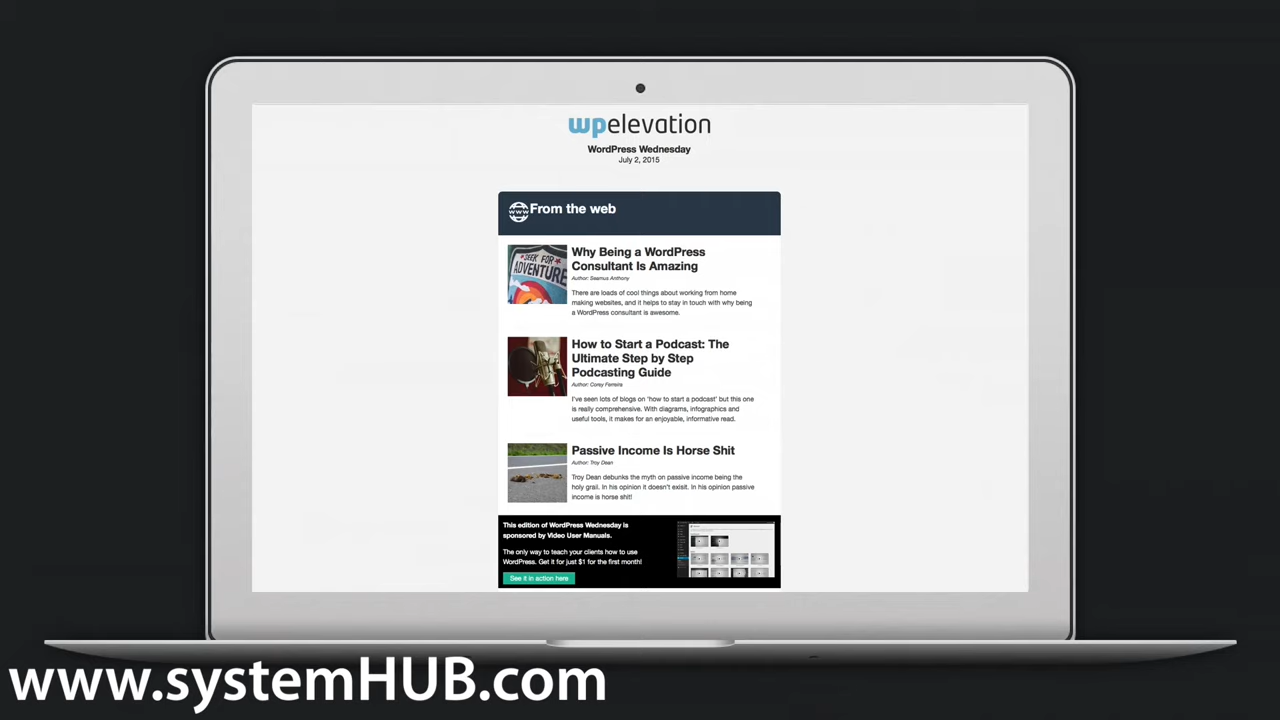 wpelevation
WordPress Wednesday
July 2, 2015
www
From the web
SEEK FOR
ADVENTURE
Why Being a WordPress
Consultant Is Amazing
Author: Seamus Anthony
There are loads of cool things about working from home
making websites, and it helps to stay in touch with why being
a WordPress consultant is awesome.
How to Start a Podcast: The
Ultimate Step by Step
Podcasting Guide
Author: Corey Ferreira
I've seen lots of blogs on 'how to start a podcast' but this one
is really comprehensive. With diagrams, infographics and
useful tools, it makes for an enjoyable, informative read.
Passive Income Is Horse Shit
Author: Troy Dean
Troy Dean debunks the myth on passive income being the
holy grail. In his opinion it doesn't exisit. In his opinion passive
income is horse shit!
This edition of WordPress Wednesday is
sponsored by Video User Manuals.
The only way to teach your clients how to use
WordPress. Get it for just $1 for the first month!
See it in action here
www.systemHUB.com